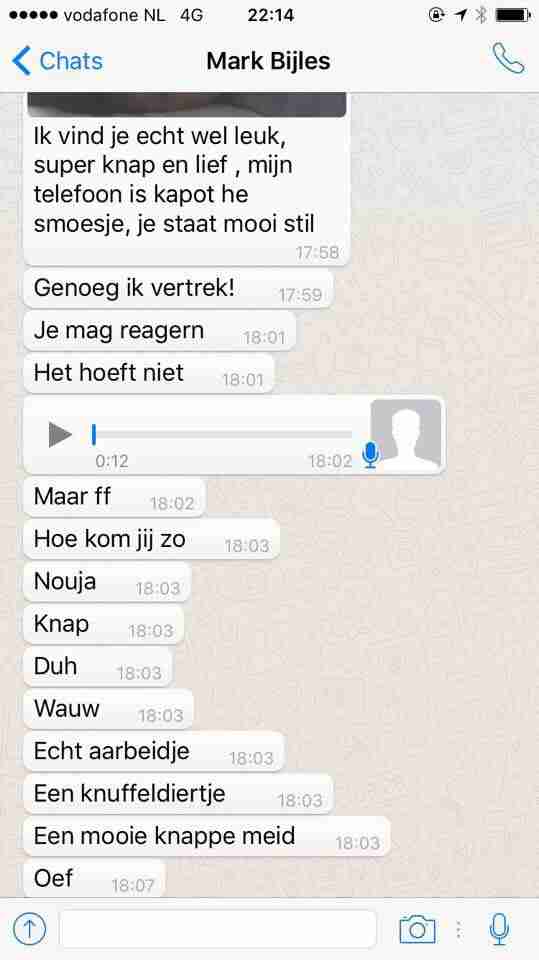 vodafone NL 4G 22:14
Chats Mark Bijles
Ik vind je echt wel leuk,
super knap en lief , mijn
telefoon is kapot he
smoesje, je staat mooi stil
17:58
Genoeg ik vertrek! 17:59
Je mag reagern 18:01
Het hoeft niet 18:01
0:12 18:02
Maar ff 18:02
Hoe kom jij zo 18:03
Nouja 18:03
Knap 18:03
Duh 18:03
Wauw 18:03
Echt aarbeidje 18:03
Een knuffeldiertje 18:03
Een mooie knappe meid 18:03
Oef 18:07